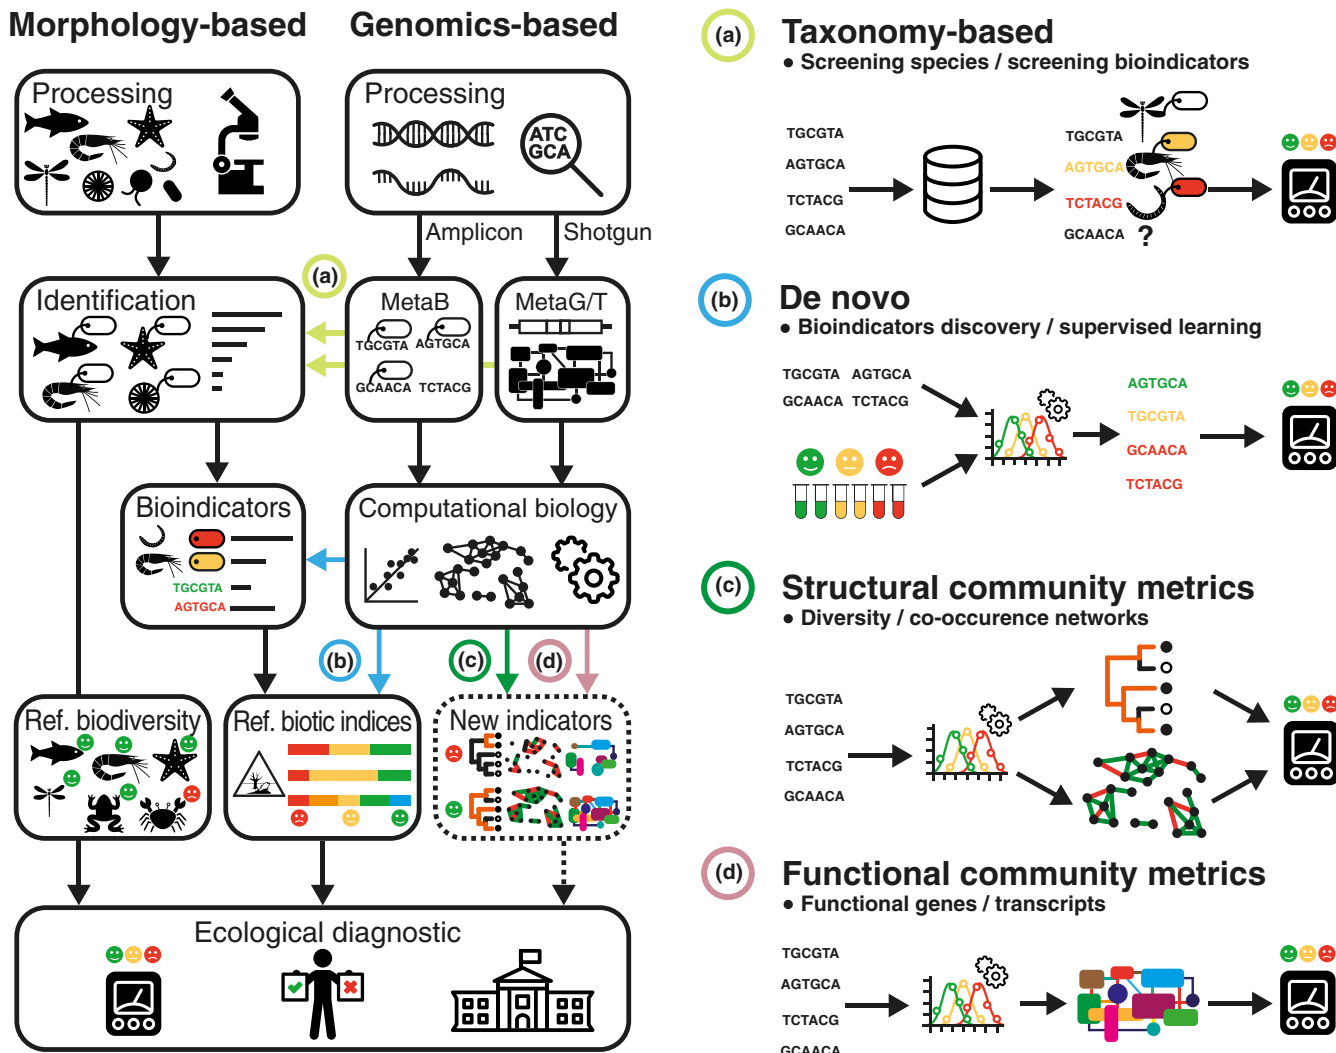 Morphology-based
Genomics-based
Processing
Processing
ATC
GCA
Amplicon
Shotgun
(a)
Identification
MetaB
TGCGTA
AGTGCA
GCAACA
TCTACG
MetaG/T
Bioindicators
TGCGTA
AGTGCA
Computational biology
(b)
(c)
(d)
Ref. biodiversity
Ref. biotic indices
New indicators
Ecological diagnostic
(a)
Taxonomy-based
• Screening species / screening bioindicators
TGCGTA
AGTGCA
TCTACG
GCAACA
TGCGTA
AGTGCA
TCTACG
GCAACA ?
(b)
De novo
• Bioindicators discovery / supervised learning
TGCGTA AGTGCA
GCAACA TCTACG
AGTGCA
TGCGTA
GCAACA
TCTACG
(c)
Structural community metrics
• Diversity / co-occurence networks
TGCGTA
AGTGCA
TCTACG
GCAACA
(d)
Functional community metrics
• Functional genes / transcripts
TGCGTA
AGTGCA
TCTACG
GCAACA